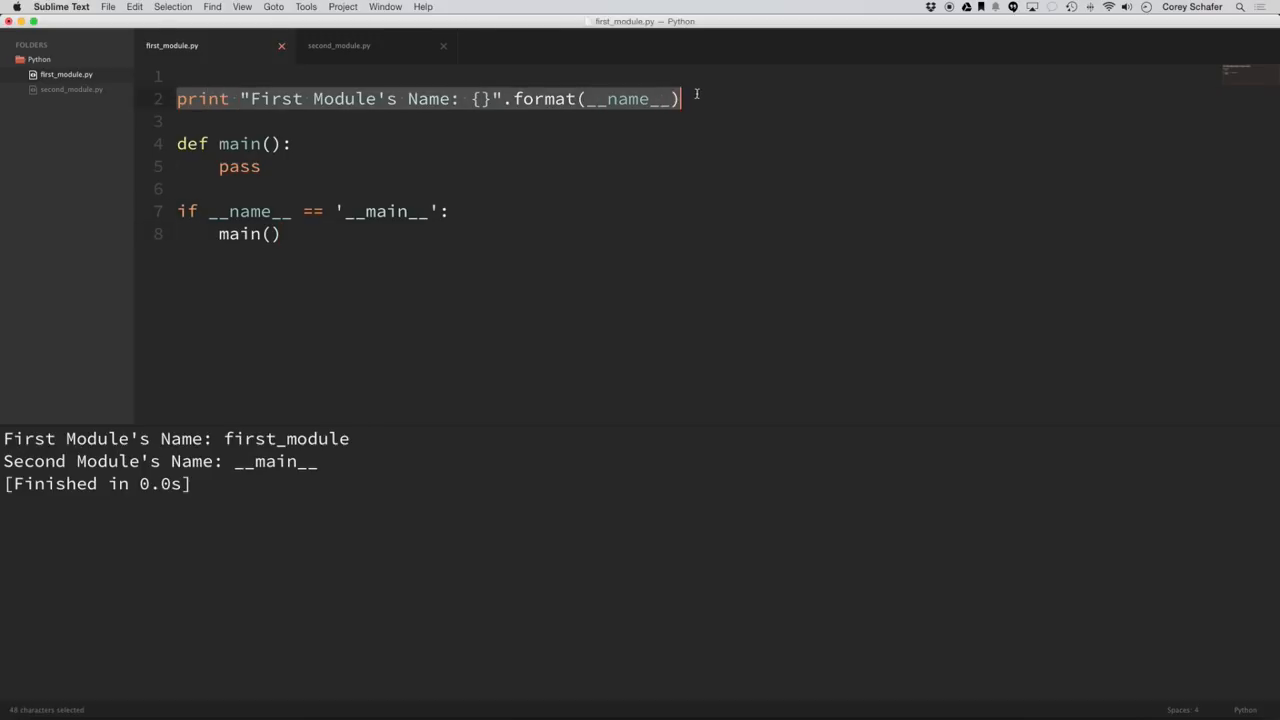 Sublime Text File Edit Selection Find View Goto Tools Project Window Help Corey Schafer
first_module.py — Python
FOLDERS
Python
first_module.py
second_module.py
first_module.py second_module.py
1
2 print "First Module's Name: {}".format(__name__)
3
4 def main():
5 pass
6
7 if __name__ == '__main__':
8 main()
First Module's Name: first_module
Second Module's Name: __main__
[Finished in 0.0s]
48 characters selected Spaces: 4 Python